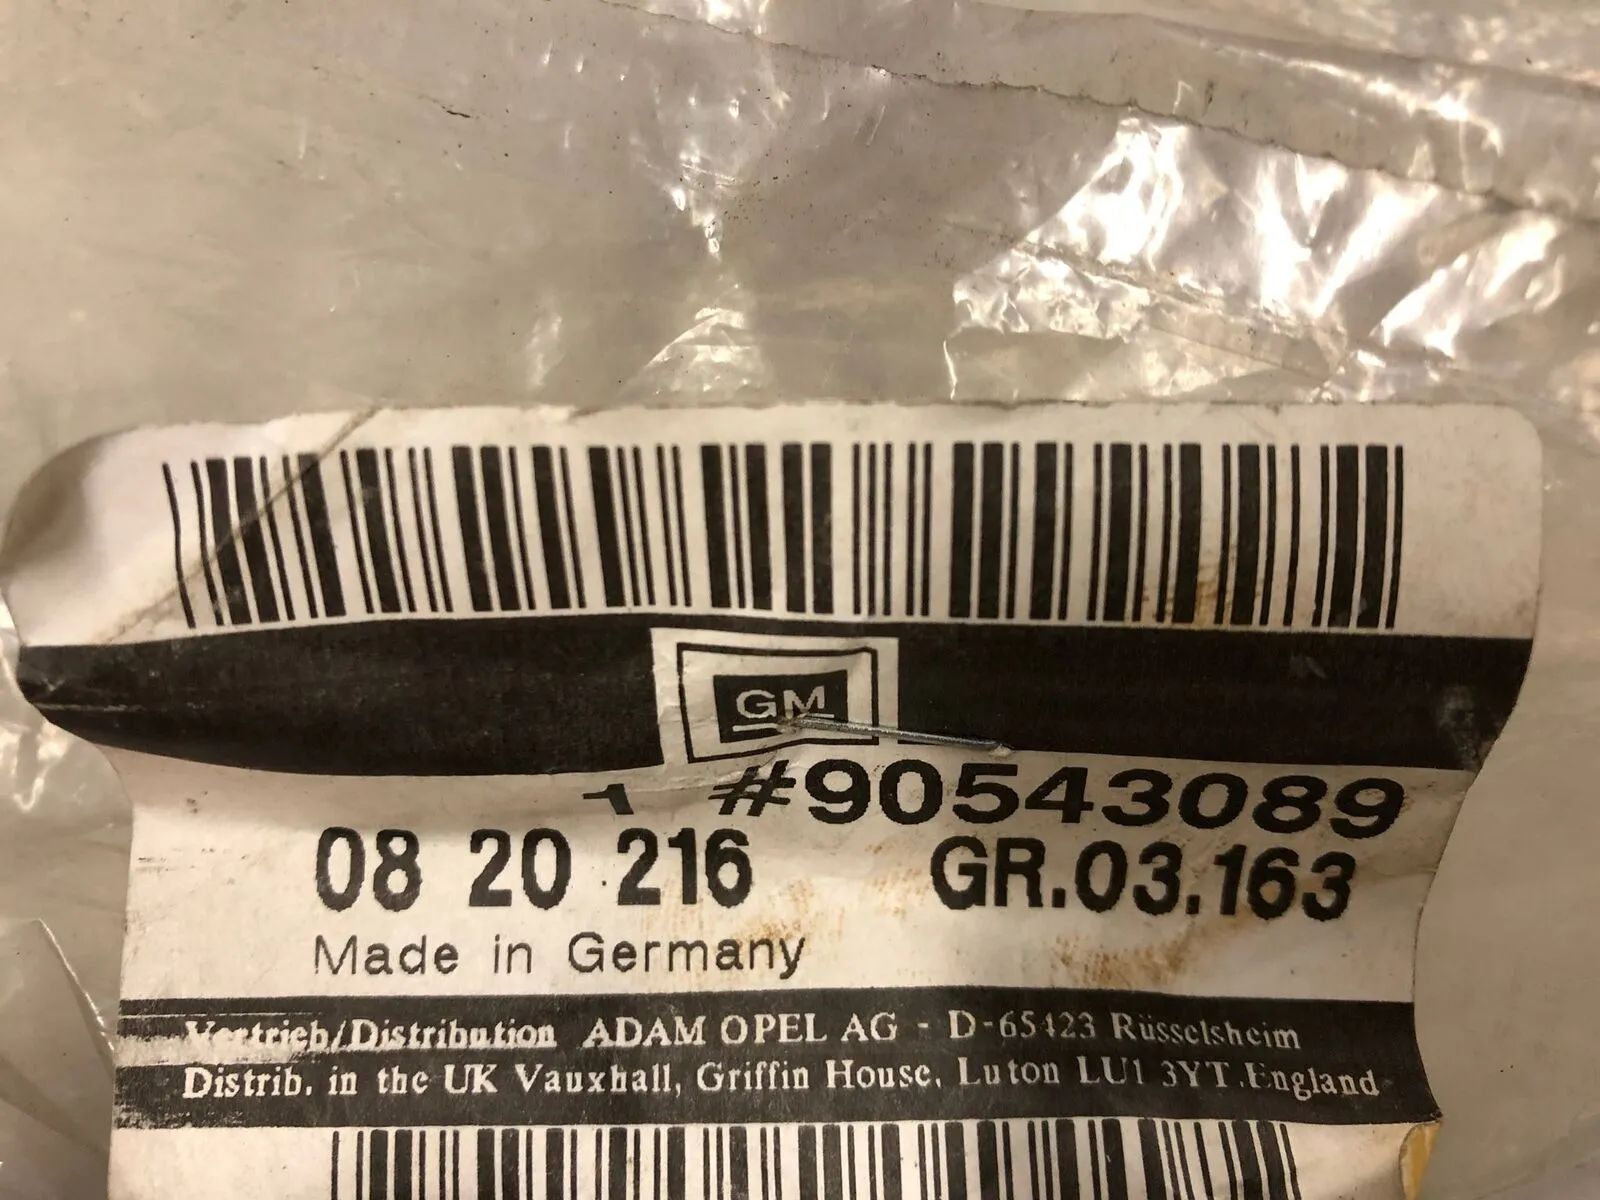 GM
1 #90543089
08 20 216 GR.03.163
Made in Germany
Vertrieb/Distribution ADAM OPEL AG - D-65423 Rüsselsheim
Distrib. in the UK Vauxhall, Griffin House, Luton LU1 3YT.England